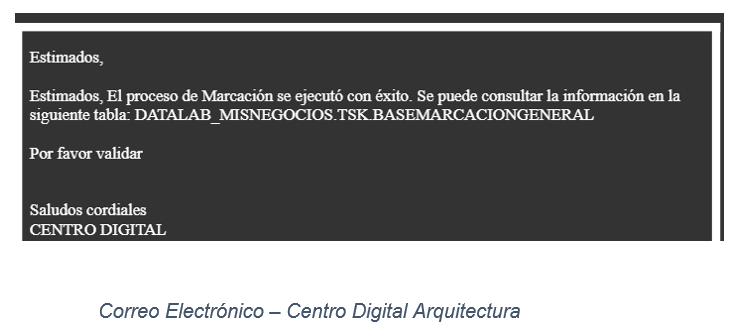 Estimados,
Estimados, El proceso de Marcación se ejecutó con éxito. Se puede consultar la información en la
siguiente tabla: DATALAB_MISNEGOCIOS.TSK.BASEMARCACIONGENERAL
Por favor validar
Saludos cordiales
CENTRO DIGITAL
Correo Electrónico – Centro Digital Arquitectura